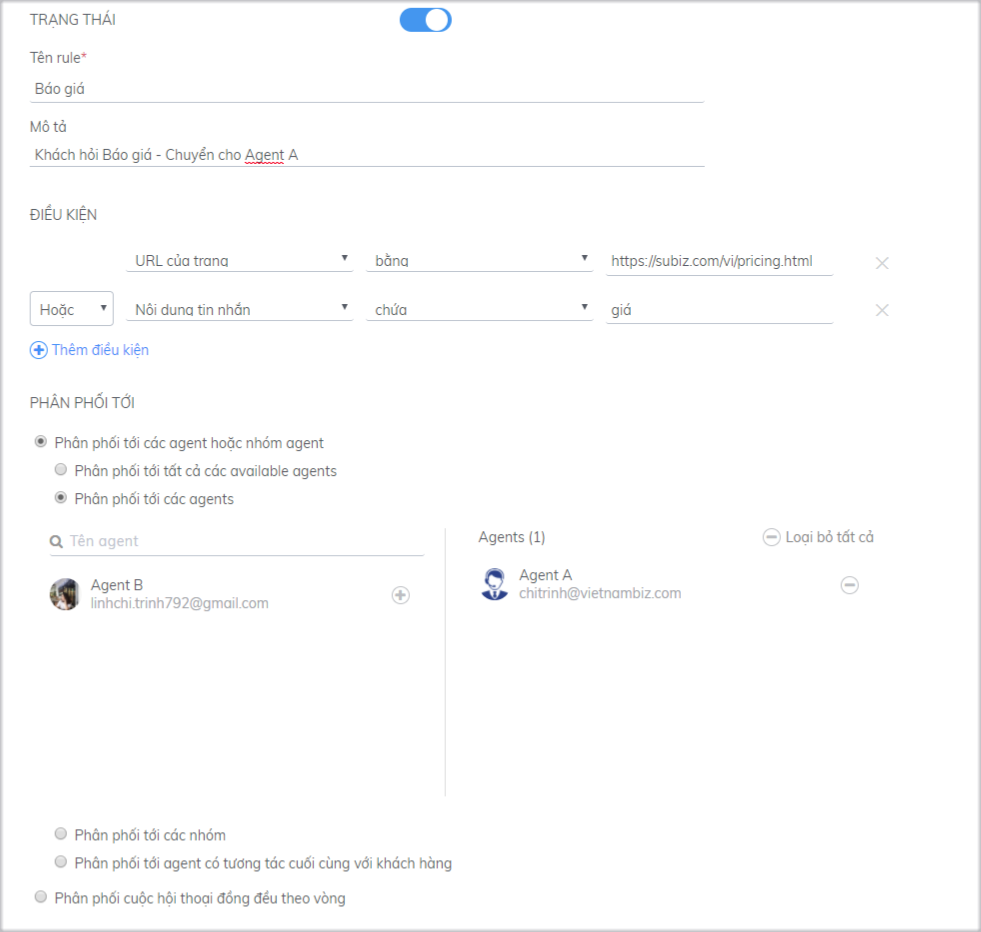 TRẠNG THÁI
Tên rule*
Báo giá
Mô tả
Khách hỏi Báo giá - Chuyển cho Agent A
ĐIỀU KIỆN
URL của trang bằng https://subiz.com/vi/pricing.html
Hoặc Nội dung tin nhắn chứa giá
Thêm điều kiện
PHÂN PHỐI TỚI
Phân phối tới các agent hoặc nhóm agent
Phân phối tới tất cả các available agents
Phân phối tới các agents
Tên agent
Agent B
linhchi.trinh792@gmail.com
Agents (1) Loại bỏ tất cả
Agent A
chitrinh@vietnambiz.com
Phân phối tới các nhóm
Phân phối tới agent có tương tác cuối cùng với khách hàng
Phân phối cuộc hội thoại đồng đều theo vòng